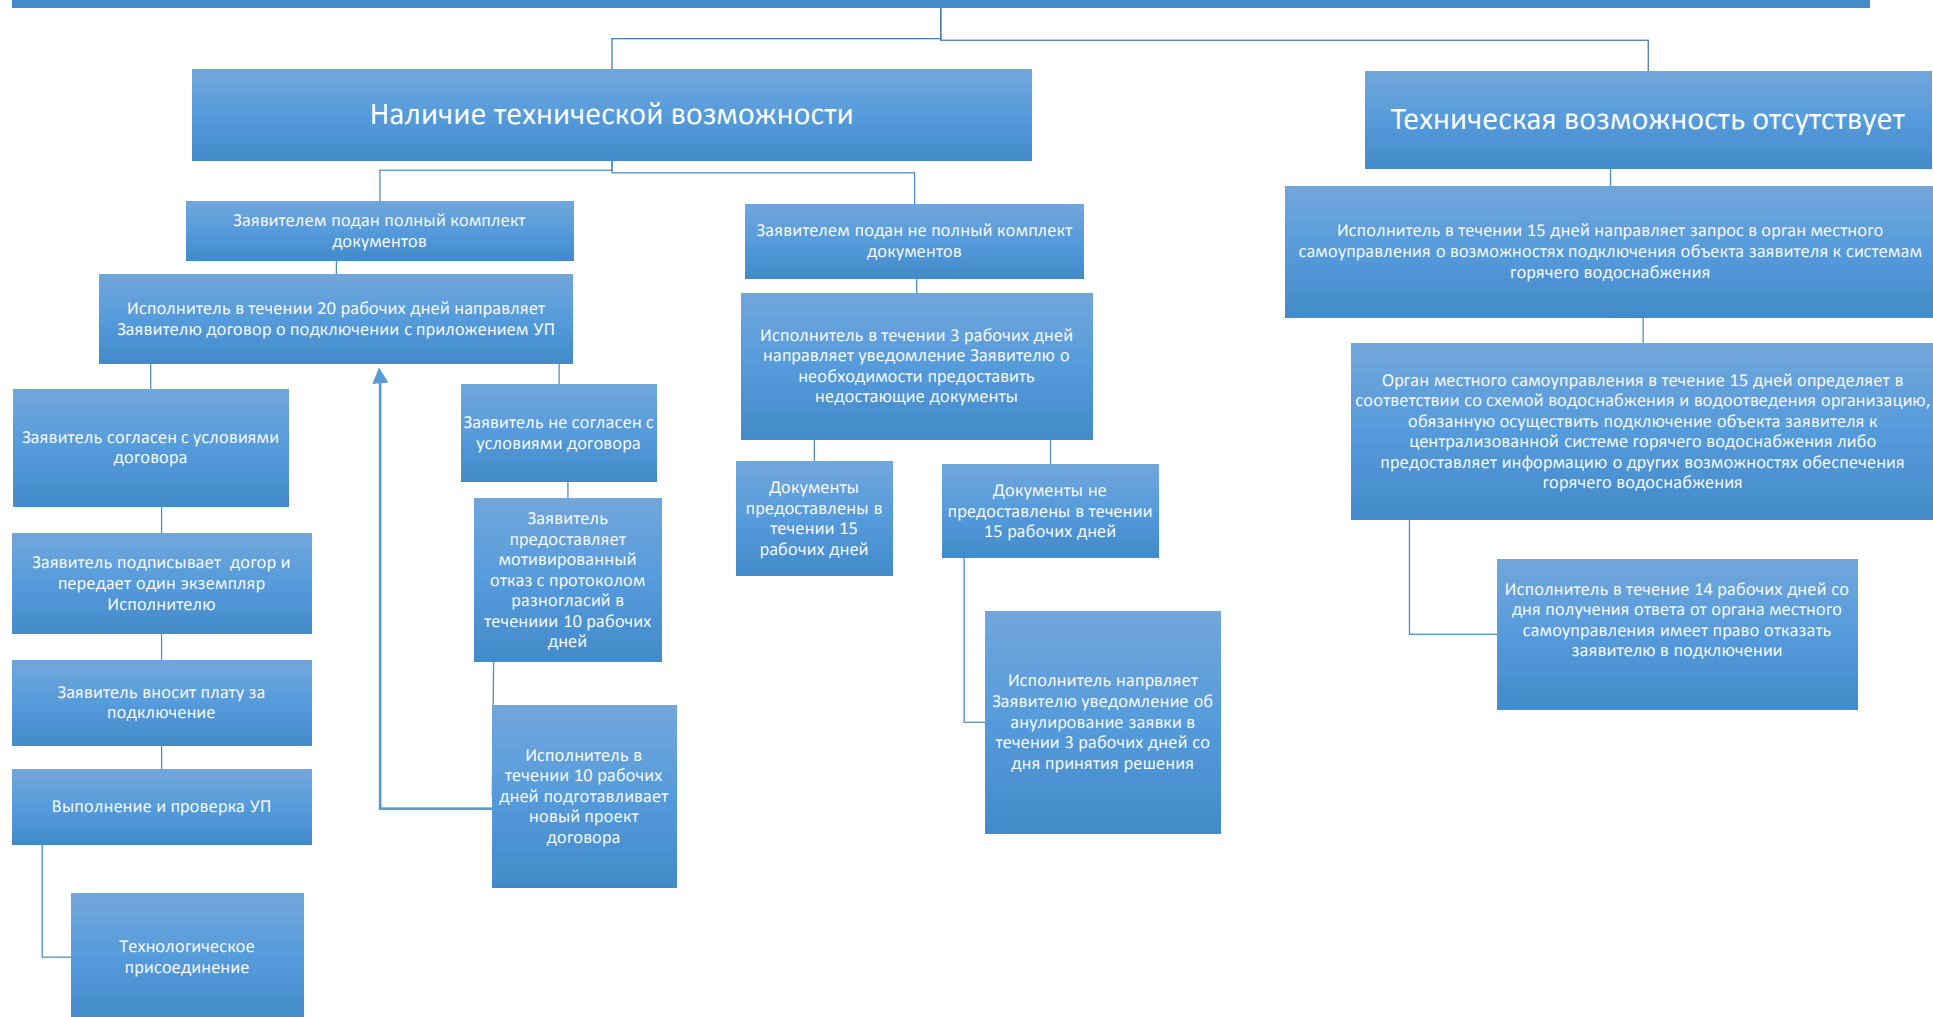 Наличие технической возможности
Техническая возможность отсутствует
Заявителем подан полный комплект
документов
Исполнитель в течении 20 рабочих дней направляет
Заявителю договор о подключении с приложением УП
Заявитель согласен с условиями
договора
Заявитель подписывает  догор и
передает один экземпляр
Исполнителю
Заявитель вносит плату за
подключение
Выполнение и проверка УП
Технологическое
присоединение
Заявитель не согласен с
условиями договора
Заявитель
предоставляет
мотивированный
отказ с протоколом
разногласий в
течениии 10 рабочих
дней
Исполнитель в
течении 10 рабочих
дней подготавливает
новый проект
договора
Заявителем подан не полный комплект
документов
Исполнитель в течении 3 рабочих дней
направляет уведомление Заявителю о
необходимости предоставить
недостающие документы
Документы
предоставлены в
течении 15
рабочих дней
Документы не
предоставлены в течении
15 рабочих дней
Исполнитель напрвляет
Заявителю уведомление об
анулирование заявки в
течении 3 рабочих дней со
дня принятия решения
Исполнитель в течении 15 дней направляет запрос в орган местного
самоуправления о возможностях подключения объекта заявителя к системам
горячего водоснабжения
Орган местного самоуправления в течение 15 дней определяет в
соответствии со схемой водоснабжения и водоотведения организацию,
обязанную осуществить подключение объекта заявителя к
централизованной системе горячего водоснабжения либо
предоставляет информацию о других возможностях обеспечения
горячего водоснабжения
Исполнитель в течение 14 рабочих дней со
дня получения ответа от органа местного
самоуправления имеет право отказать
заявителю в подключении